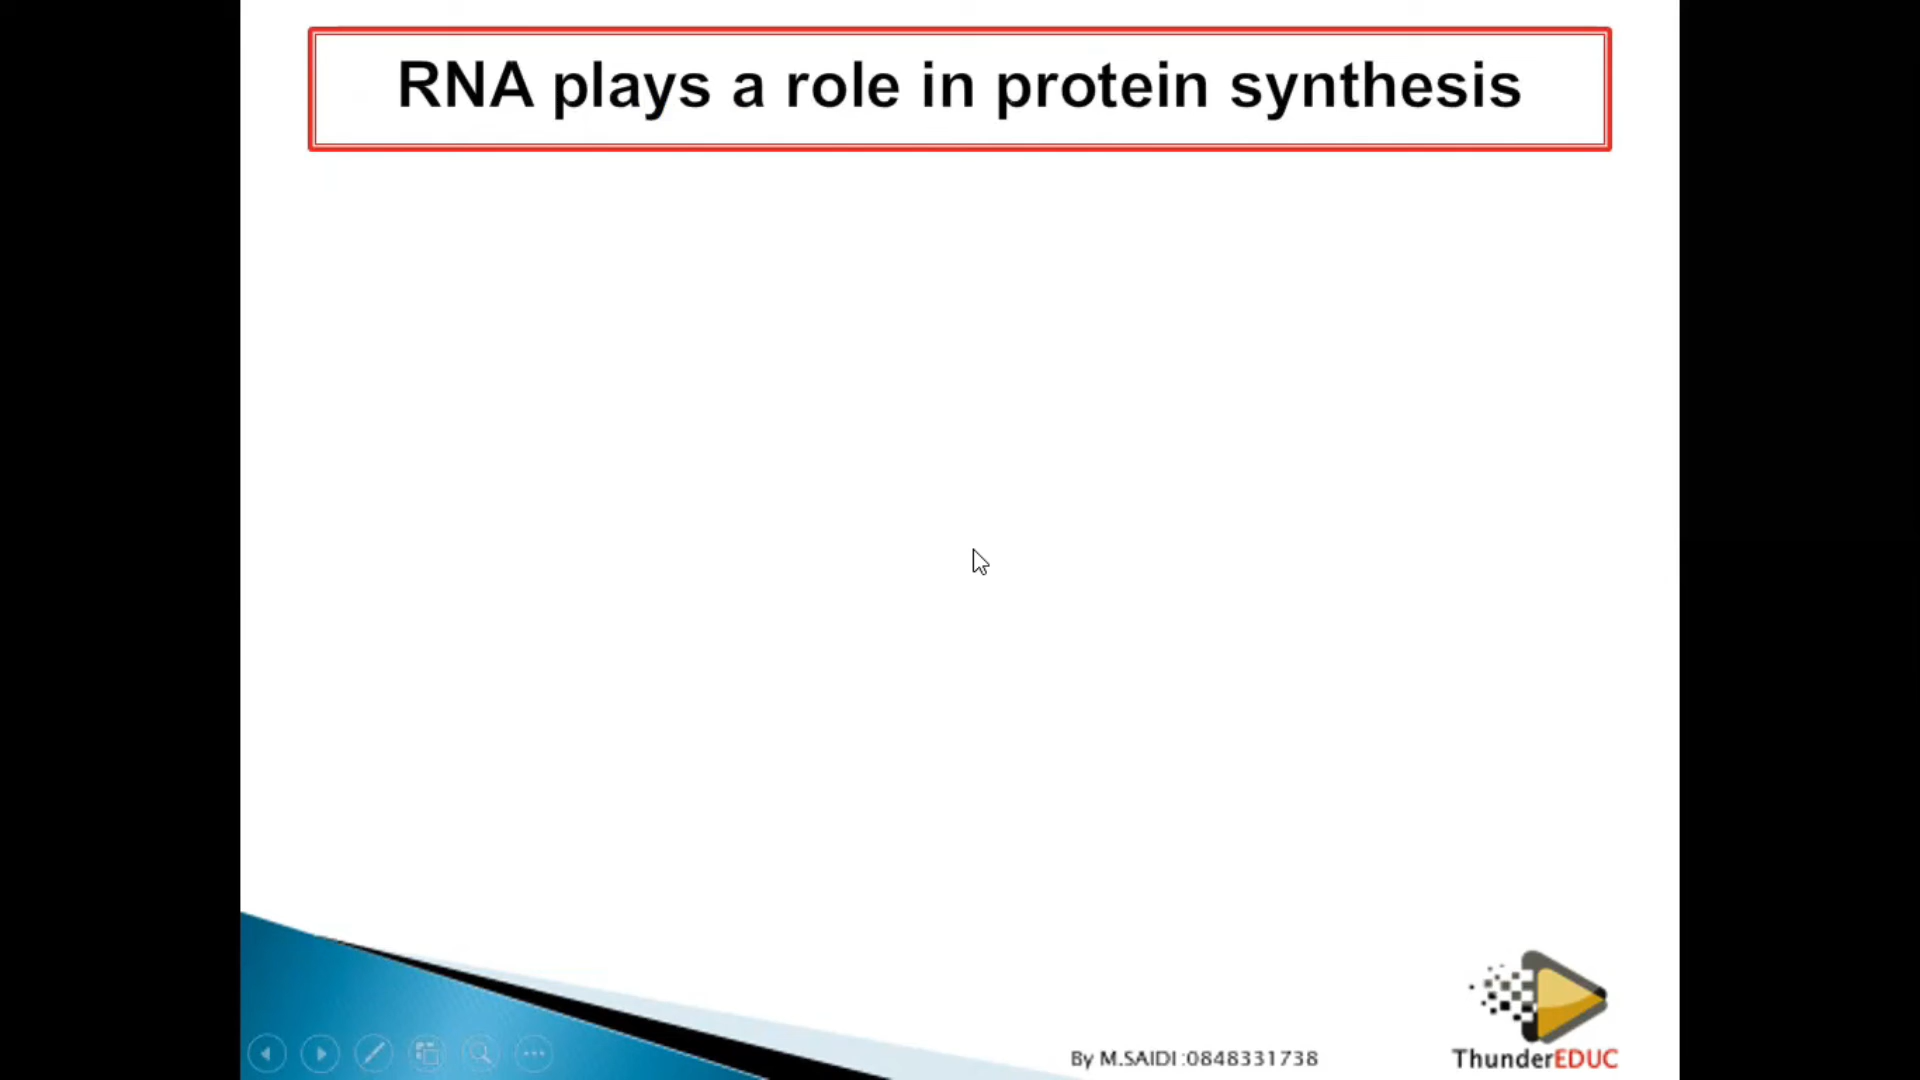 RNA plays a role in protein synthesis
By M.SAIDI :0848331738
ThunderEDUC